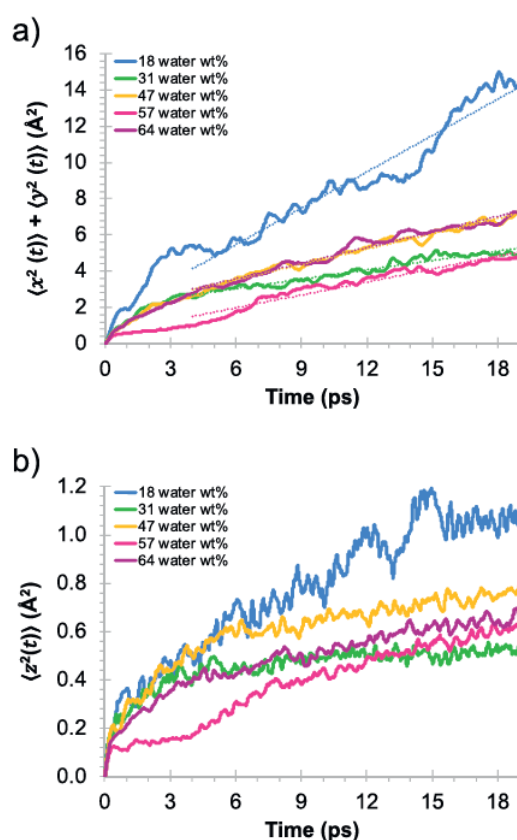 a)
⟨x² (t)⟩ + ⟨y² (t)⟩ (Å²)
16
14
12
10
8
6
4
2
0
18 water wt%
31 water wt%
47 water wt%
57 water wt%
64 water wt%
0 3 6 9 12 15 18
Time (ps)
b)
⟨z²(t)⟩ (Å²)
1.2
1.0
0.8
0.6
0.4
0.2
0.0
18 water wt%
31 water wt%
47 water wt%
57 water wt%
64 water wt%
0 3 6 9 12 15 18
Time (ps)